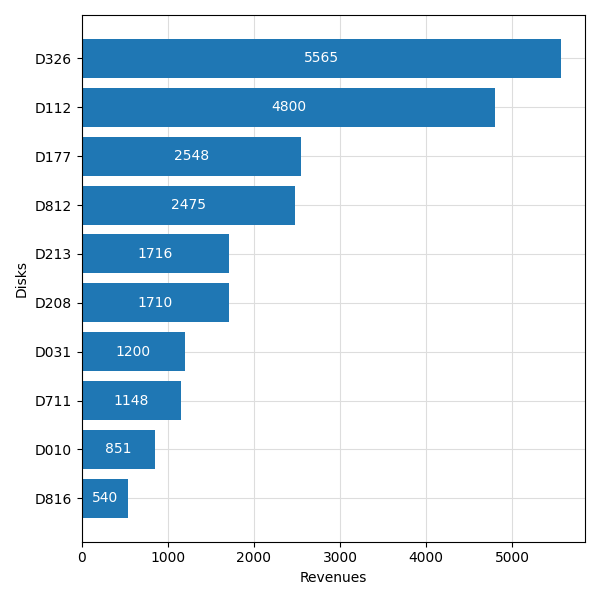 D326 5565
D112 4800
D177 2548
D812 2475
D213 1716
D208 1710
D031 1200
D711 1148
D010 851
D816 540
Disks
0 1000 2000 3000 4000 5000
Revenues